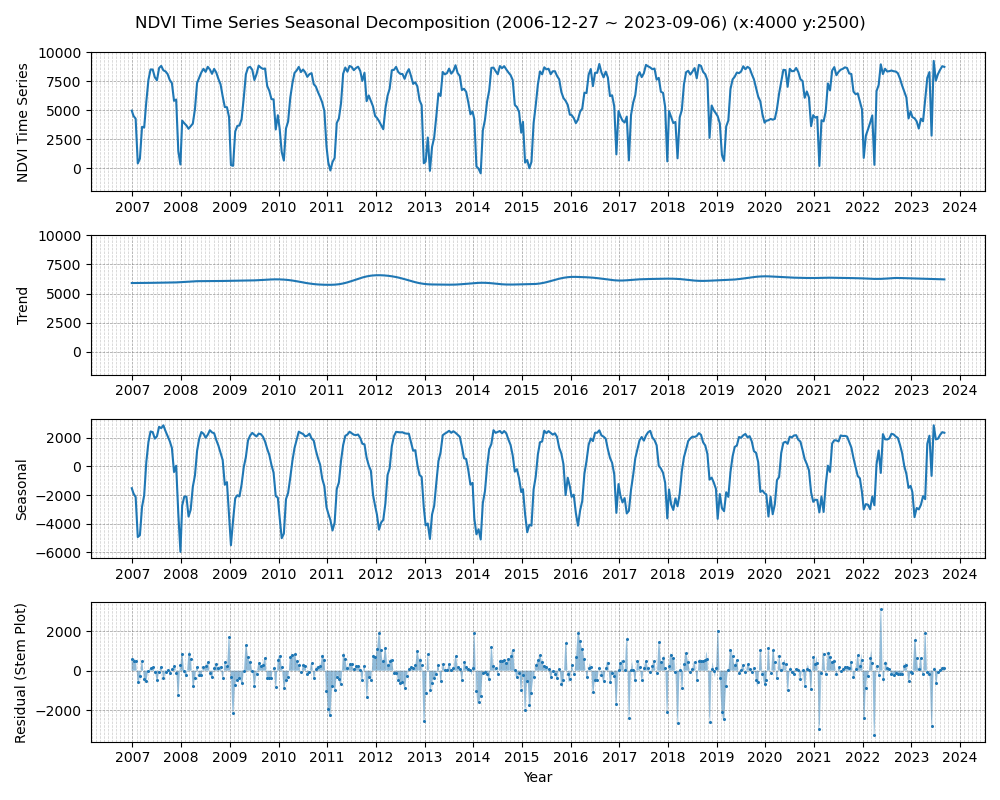 NDVI Time Series Seasonal Decomposition (2006-12-27 ~ 2023-09-06) (x:4000 y:2500)
NDVI Time Series
10000
7500
5000
2500
0
2007 2008 2009 2010 2011 2012 2013 2014 2015 2016 2017 2018 2019 2020 2021 2022 2023 2024
Trend
10000
7500
5000
2500
0
2007 2008 2009 2010 2011 2012 2013 2014 2015 2016 2017 2018 2019 2020 2021 2022 2023 2024
Seasonal
2000
0
−2000
−4000
−6000
2007 2008 2009 2010 2011 2012 2013 2014 2015 2016 2017 2018 2019 2020 2021 2022 2023 2024
Residual (Stem Plot)
2000
0
−2000
2007 2008 2009 2010 2011 2012 2013 2014 2015 2016 2017 2018 2019 2020 2021 2022 2023 2024
Year